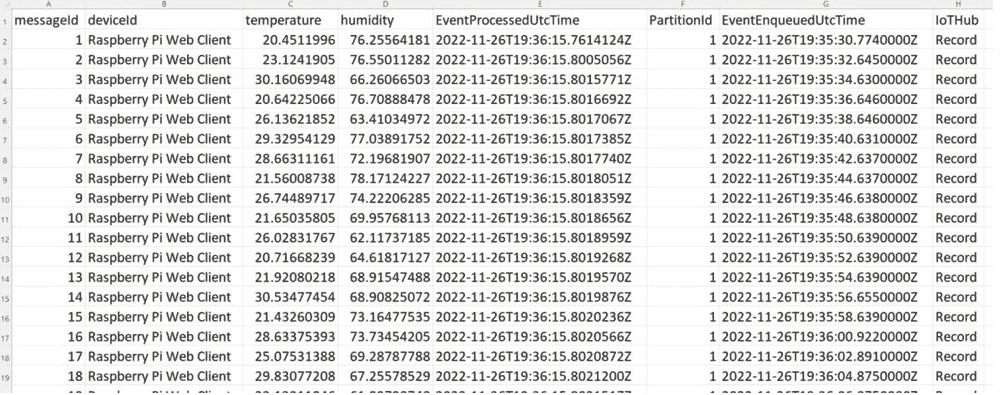 A B C D E F G H
1 messageId deviceId temperature humidity EventProcessedUtcTime PartitionId EventEnqueuedUtcTime IoTHub
2 1 Raspberry Pi Web Client 20.4511996 76.25564181 2022-11-26T19:36:15.7614124Z 1 2022-11-26T19:35:30.7740000Z Record
3 2 Raspberry Pi Web Client 23.1241905 76.55011282 2022-11-26T19:36:15.8005056Z 1 2022-11-26T19:35:32.6450000Z Record
4 3 Raspberry Pi Web Client 30.16069948 66.26066503 2022-11-26T19:36:15.8015771Z 1 2022-11-26T19:35:34.6300000Z Record
5 4 Raspberry Pi Web Client 20.64225066 76.70888478 2022-11-26T19:36:15.8016692Z 1 2022-11-26T19:35:36.6460000Z Record
6 5 Raspberry Pi Web Client 26.13621852 63.41034972 2022-11-26T19:36:15.8017067Z 1 2022-11-26T19:35:38.6460000Z Record
7 6 Raspberry Pi Web Client 29.32954129 77.03891752 2022-11-26T19:36:15.8017385Z 1 2022-11-26T19:35:40.6310000Z Record
8 7 Raspberry Pi Web Client 28.66311161 72.19681907 2022-11-26T19:36:15.8017740Z 1 2022-11-26T19:35:42.6370000Z Record
9 8 Raspberry Pi Web Client 21.56008738 78.17124227 2022-11-26T19:36:15.8018051Z 1 2022-11-26T19:35:44.6370000Z Record
10 9 Raspberry Pi Web Client 26.74489717 74.22206285 2022-11-26T19:36:15.8018359Z 1 2022-11-26T19:35:46.6380000Z Record
11 10 Raspberry Pi Web Client 21.65035805 69.95768113 2022-11-26T19:36:15.8018656Z 1 2022-11-26T19:35:48.6380000Z Record
12 11 Raspberry Pi Web Client 26.02831767 62.11737185 2022-11-26T19:36:15.8018959Z 1 2022-11-26T19:35:50.6390000Z Record
13 12 Raspberry Pi Web Client 20.71668239 64.61817127 2022-11-26T19:36:15.8019268Z 1 2022-11-26T19:35:52.6390000Z Record
14 13 Raspberry Pi Web Client 21.92080218 68.91547488 2022-11-26T19:36:15.8019570Z 1 2022-11-26T19:35:54.6390000Z Record
15 14 Raspberry Pi Web Client 30.53477454 68.90825072 2022-11-26T19:36:15.8019876Z 1 2022-11-26T19:35:56.6550000Z Record
16 15 Raspberry Pi Web Client 21.43260309 73.16477535 2022-11-26T19:36:15.8020236Z 1 2022-11-26T19:35:58.6390000Z Record
17 16 Raspberry Pi Web Client 28.63375393 73.73454205 2022-11-26T19:36:15.8020566Z 1 2022-11-26T19:36:00.9220000Z Record
18 17 Raspberry Pi Web Client 25.07531388 69.28787788 2022-11-26T19:36:15.8020872Z 1 2022-11-26T19:36:02.8910000Z Record
19 18 Raspberry Pi Web Client 29.83077208 67.25578529 2022-11-26T19:36:15.8021200Z 1 2022-11-26T19:36:04.8750000Z Record